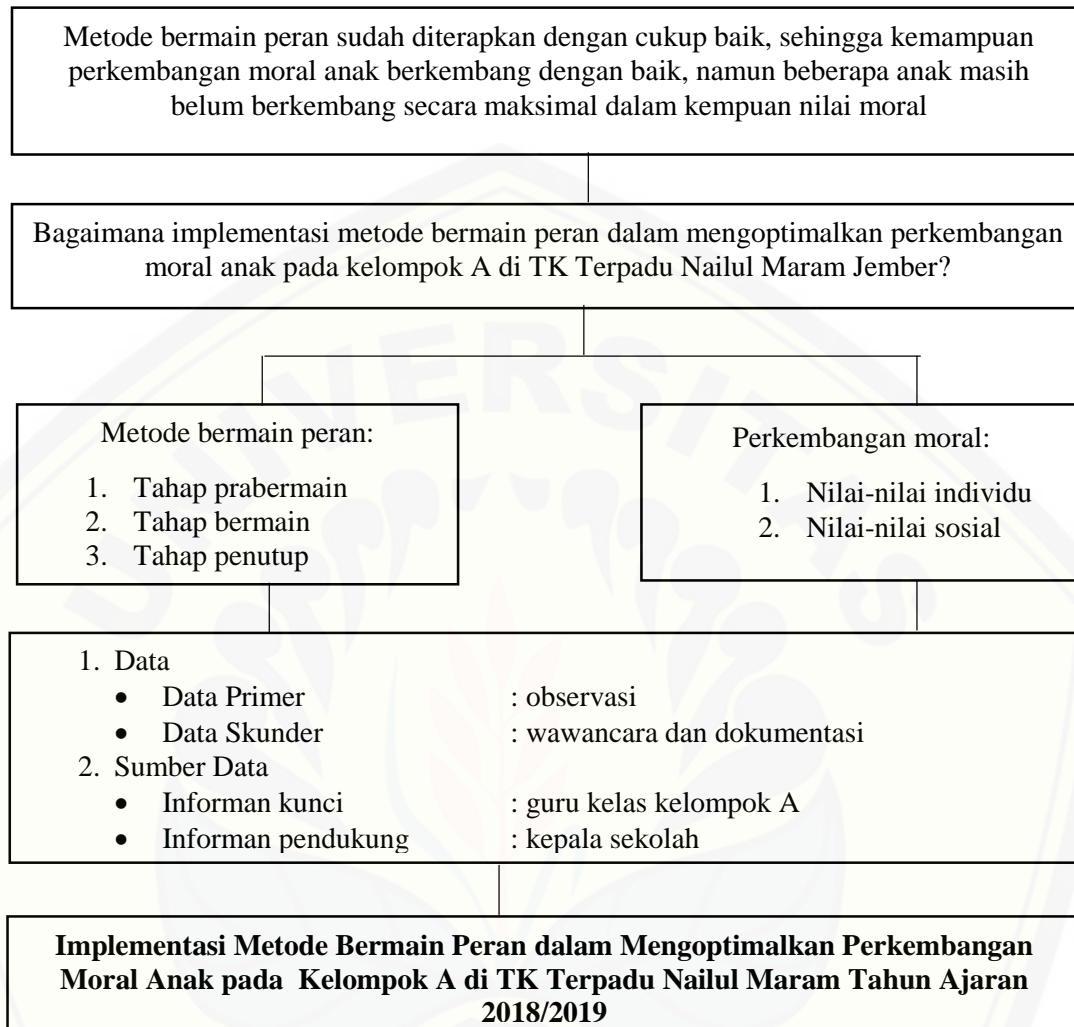 Metode bermain peran sudah diterapkan dengan cukup baik, sehingga kemampuan
perkembangan moral anak berkembang dengan baik, namun beberapa anak masih
belum berkembang secara maksimal dalam kempuan nilai moral
Bagaimana implementasi metode bermain peran dalam mengoptimalkan perkembangan
moral anak pada kelompok A di TK Terpadu Nailul Maram Jember?
Metode bermain peran:
1. Tahap prabermain
2. Tahap bermain
3. Tahap penutup
Perkembangan moral:
1. Nilai-nilai individu
2. Nilai-nilai sosial
1. Data
• Data Primer : observasi
• Data Skunder : wawancara dan dokumentasi
2. Sumber Data
• Informan kunci : guru kelas kelompok A
• Informan pendukung : kepala sekolah
Implementasi Metode Bermain Peran dalam Mengoptimalkan Perkembangan
Moral Anak pada Kelompok A di TK Terpadu Nailul Maram Tahun Ajaran
2018/2019
UNIVERSITAS